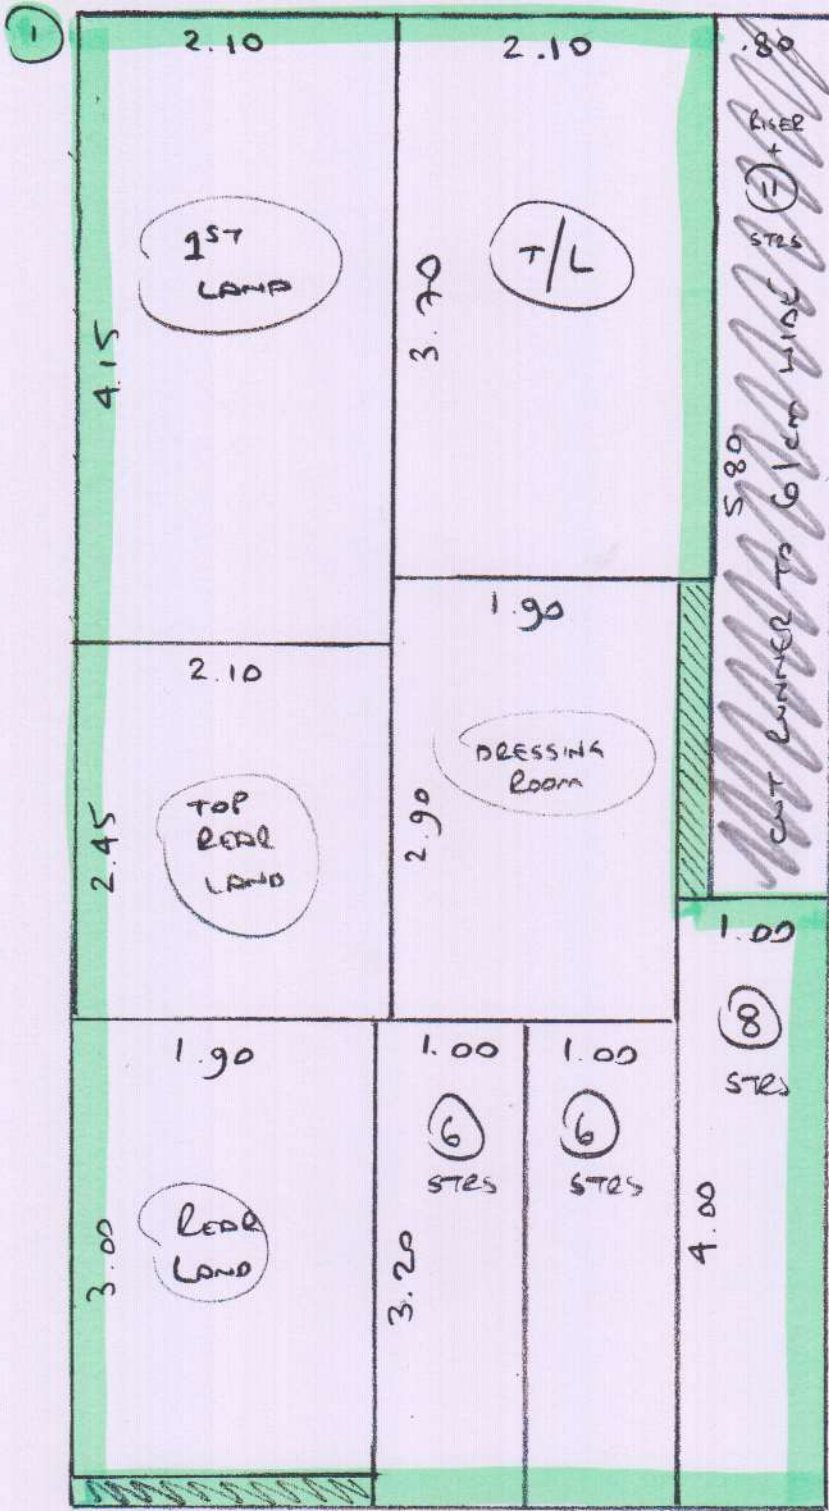 1
2.10
2.10
.80
1ST
LAND
4.15
T/L
3.70
RISER
+
11
STRS
5.80
CUT RUNNER TO 61cm WIDE
2.10
1.90
TOP
REAR
LAND
2.45
DRESSING
ROOM
2.90
1.90
1.00
1.00
1.00
REAR
LAND
3.00
6
STRS
3.20
6
STRS
8
STRS
4.00